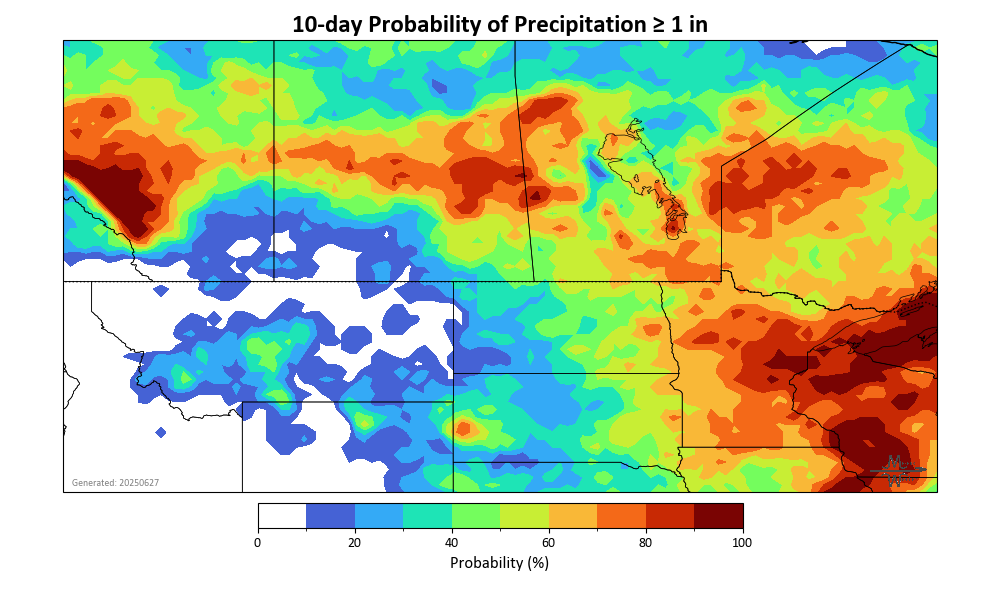 10-day Probability of Precipitation ≥ 1 in
Generated: 20250627
0 20 40 60 80 100
Probability (%)